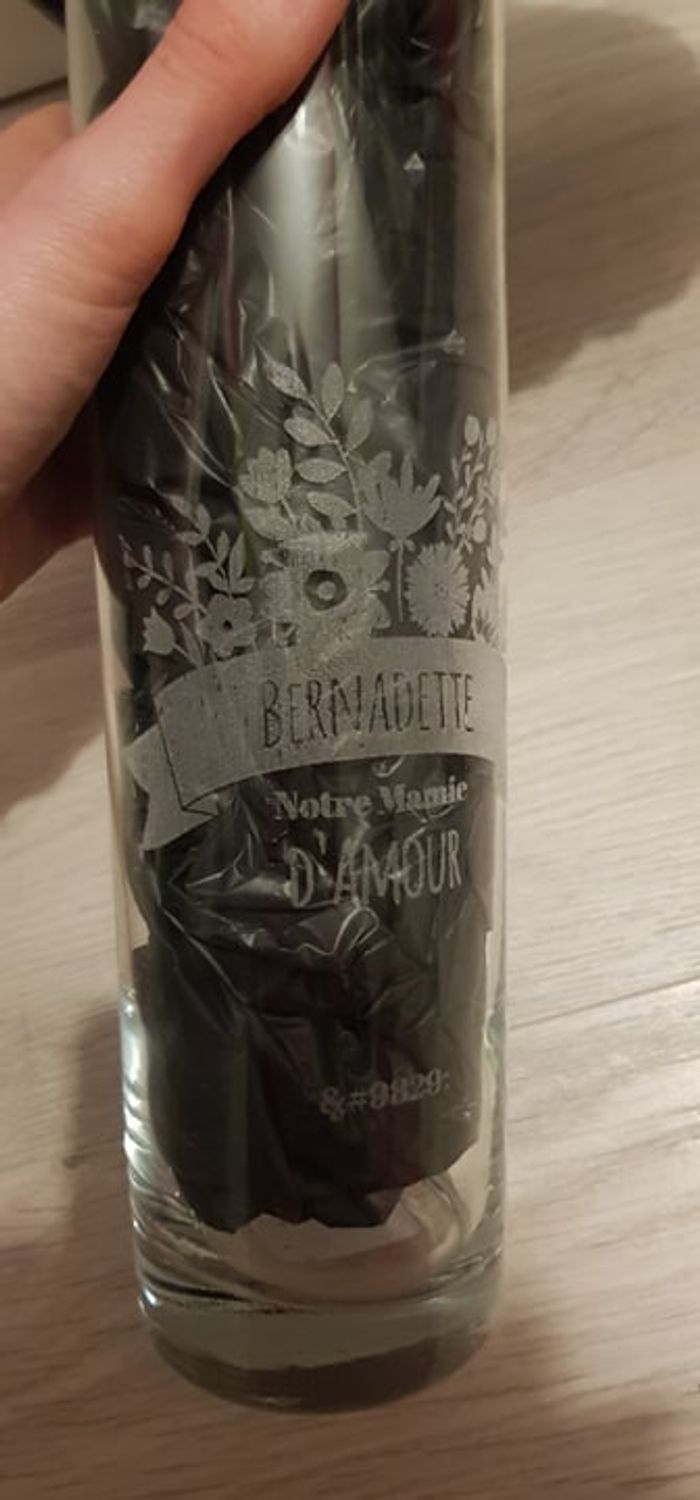 BERNADETTE
Notre Mamie
D'AMOUR
&#9829;